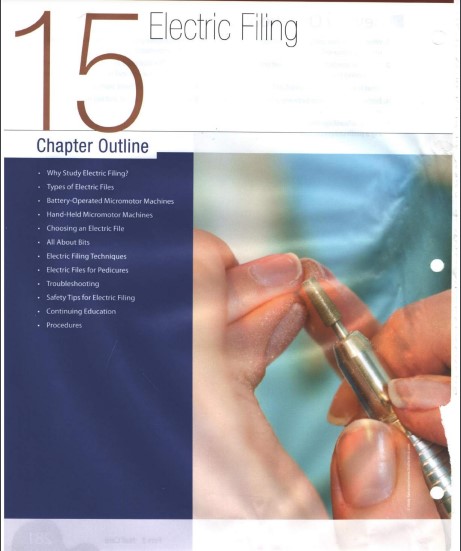 15
Electric Filing
Chapter Outline
• Why Study Electric Filing?
• Types of Electric Files
• Battery-Operated Micromotor Machines
• Hand-Held Micromotor Machines
• Choosing an Electric File
• All About Bits
• Electric Filing Techniques
• Electric Files for Pedicures
• Troubleshooting
• Safety Tips for Electric Filing
• Continuing Education
• Procedures